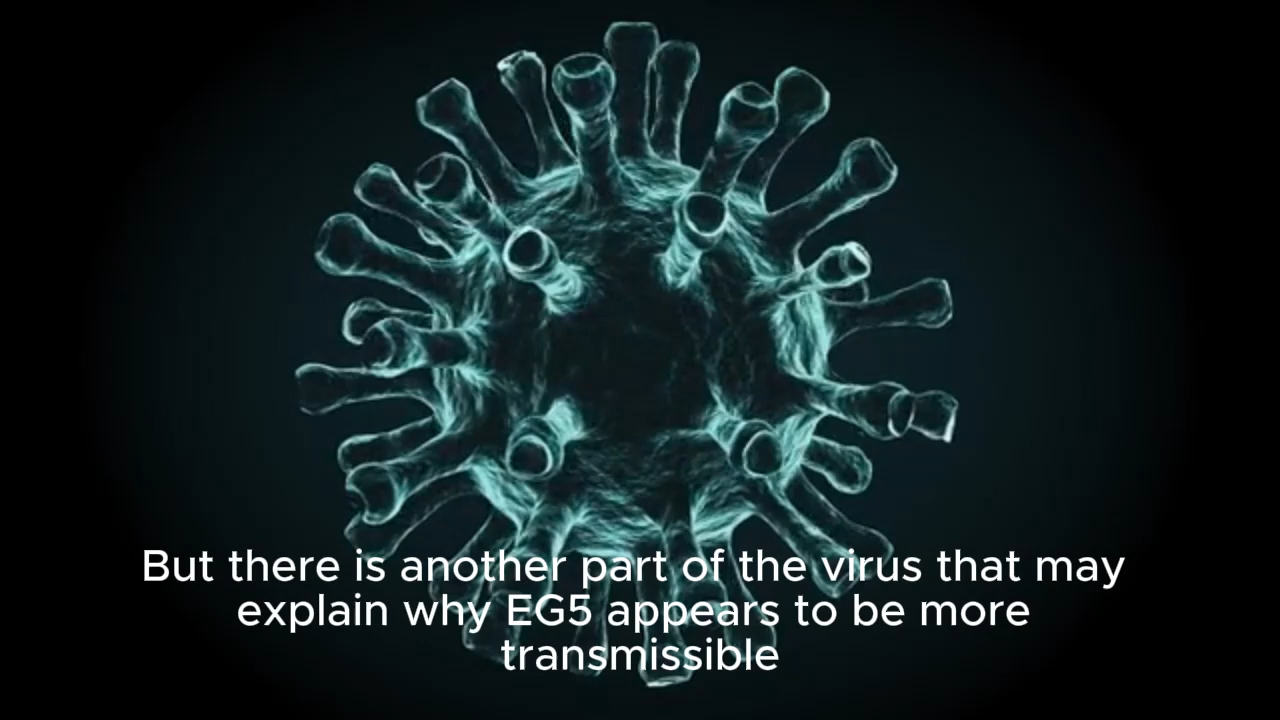 But there is another part of the virus that may
explain why EG5 appears to be more
transmissible